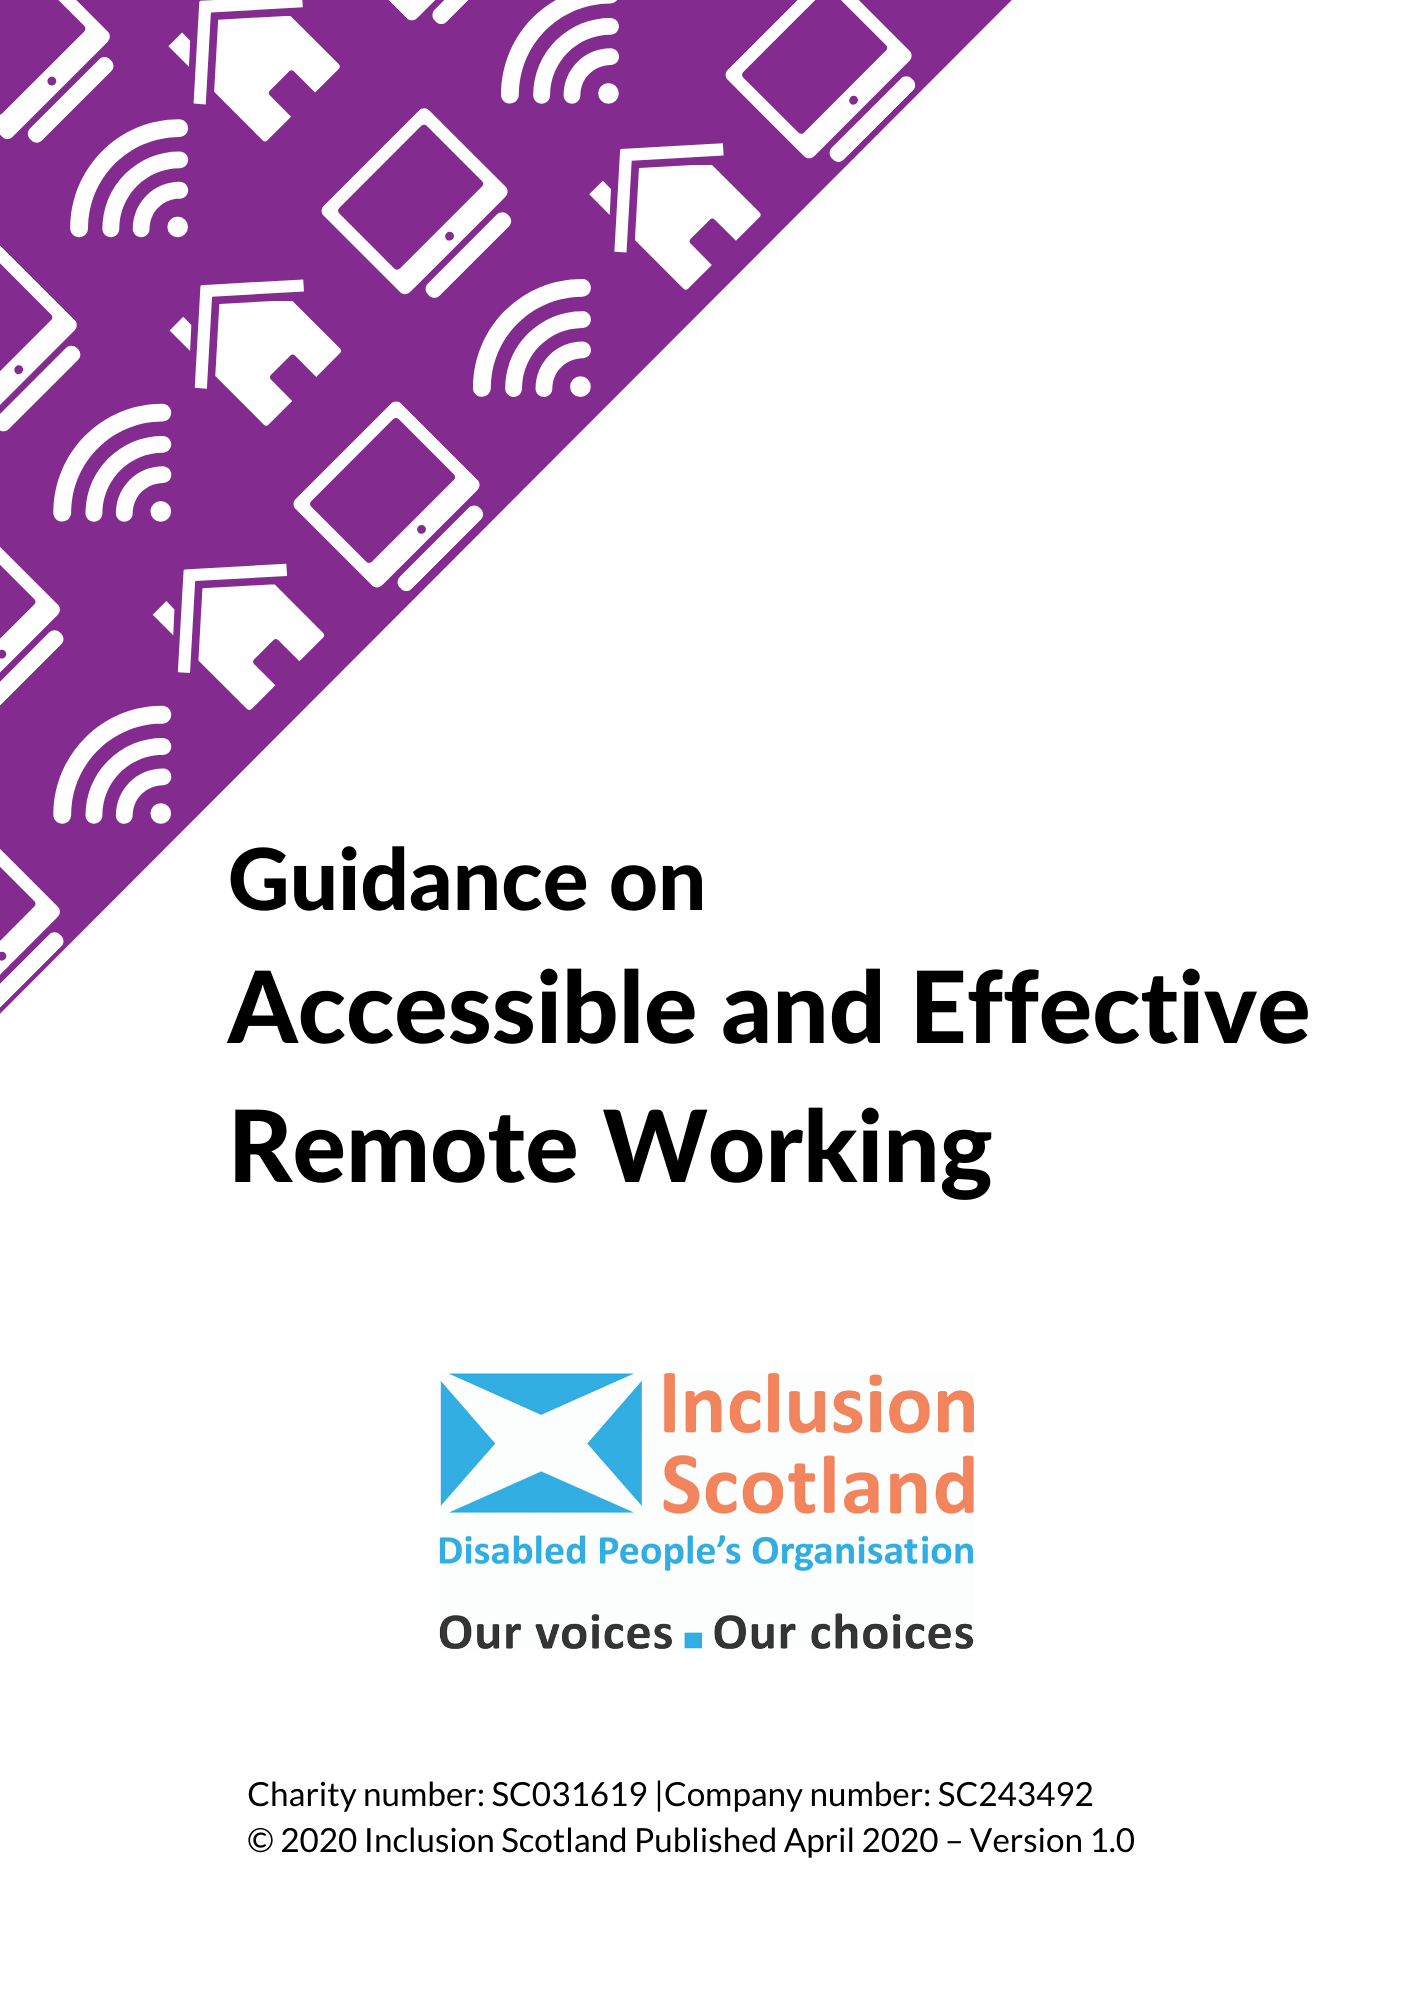 Guidance on
Accessible and Effective
Remote Working
Inclusion
Scotland
Disabled People’s Organisation
Our voices ▪ Our choices
Charity number: SC031619 |Company number: SC243492
© 2020 Inclusion Scotland Published April 2020 – Version 1.0